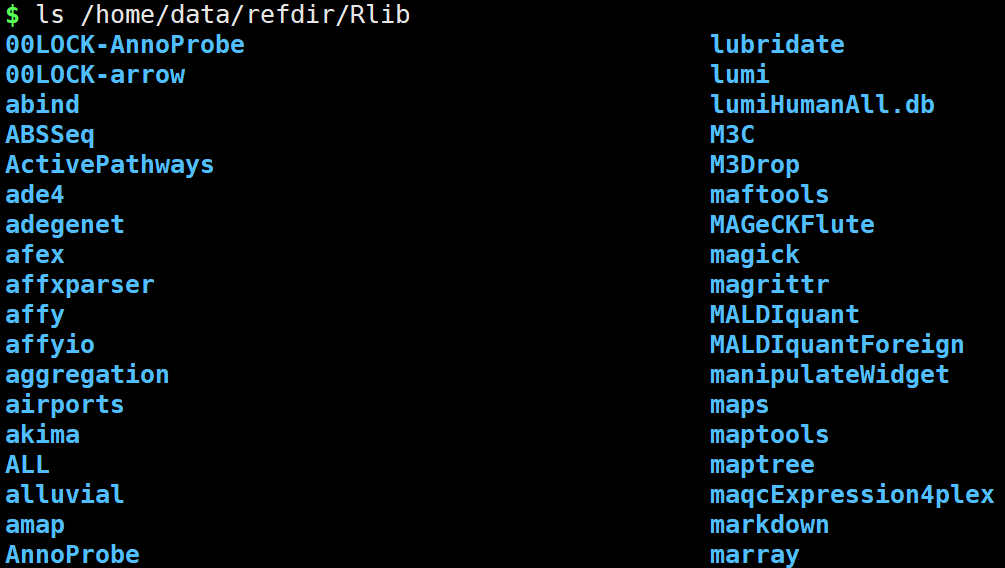 $ ls /home/data/refdir/Rlib
00LOCK-AnnoProbe lubridate
00LOCK-arrow lumi
abind lumiHumanAll.db
ABSSeq M3C
ActivePathways M3Drop
ade4 maftools
adegenet MAGeCKFlute
afex magick
affxparser magrittr
affy MALDIquant
affyio MALDIquantForeign
aggregation manipulateWidget
airports maps
akima maptools
ALL maptree
alluvial maqcExpression4plex
amap markdown
AnnoProbe marray